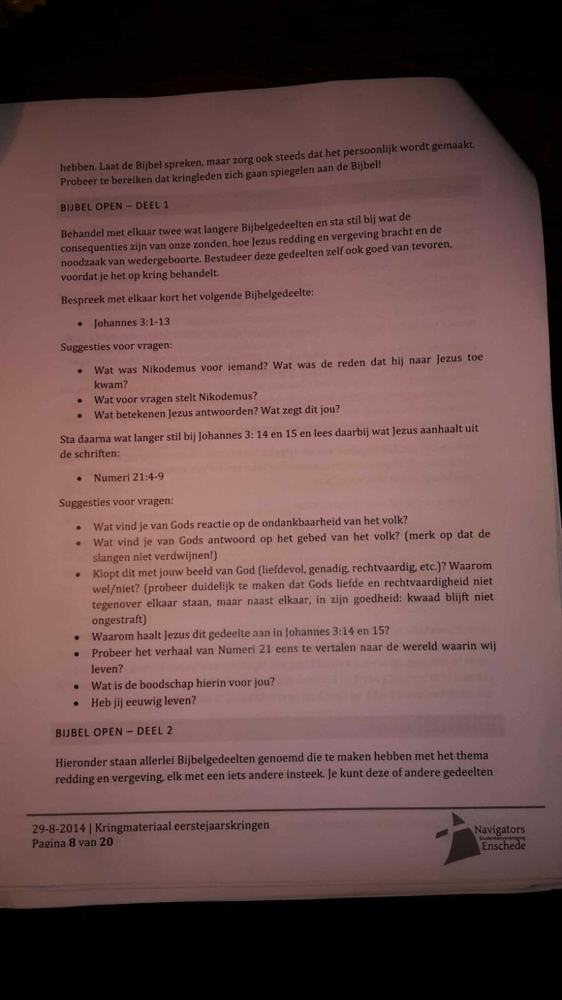 hebben. Laat de Bijbel spreken, maar zorg ook steeds dat het persoonlijk wordt gemaakt.
Probeer te bereiken dat kringleden zich gaan spiegelen aan de Bijbel!
BIJBEL OPEN – DEEL 1
Behandel met elkaar twee wat langere Bijbelgedeelten en sta stil bij wat de
consequenties zijn van onze zonden, hoe Jezus redding en vergeving bracht en de
noodzaak van wedergeboorte. Bestudeer deze gedeelten zelf ook goed van tevoren,
voordat je het op kring behandelt.
Bespreek met elkaar kort het volgende Bijbelgedeelte:
• Johannes 3:1-13
Suggesties voor vragen:
• Wat was Nikodemus voor iemand? Wat was de reden dat hij naar Jezus toe
kwam?
• Wat voor vragen stelt Nikodemus?
• Wat betekenen Jezus antwoorden? Wat zegt dit jou?
Sta daarna wat langer stil bij Johannes 3: 14 en 15 en lees daarbij wat Jezus aanhaalt uit
de schriften:
• Numeri 21:4-9
Suggesties voor vragen:
• Wat vind je van Gods reactie op de ondankbaarheid van het volk?
• Wat vind je van Gods antwoord op het gebed van het volk? (merk op dat de
slangen niet verdwijnen!)
• Klopt dit met jouw beeld van God (liefdevol, genadig, rechtvaardig, etc.)? Waarom
wel/niet? (probeer duidelijk te maken dat Gods liefde en rechtvaardigheid niet
tegenover elkaar staan, maar naast elkaar, in zijn goedheid: kwaad blijft niet
ongestraft)
• Waarom haalt Jezus dit gedeelte aan in Johannes 3:14 en 15?
• Probeer het verhaal van Numeri 21 eens te vertalen naar de wereld waarin wij
leven?
• Wat is de boodschap hierin voor jou?
• Heb jij eeuwig leven?
BIJBEL OPEN – DEEL 2
Hieronder staan allerlei Bijbelgedeelten genoemd die te maken hebben met het thema
redding en vergeving, elk met een iets andere insteek. Je kunt deze of andere gedeelten
29-8-2014 | Kringmateriaal eerstejaarskringen
Pagina 8 van 20
Navigators
Studentenvereniging
Enschede